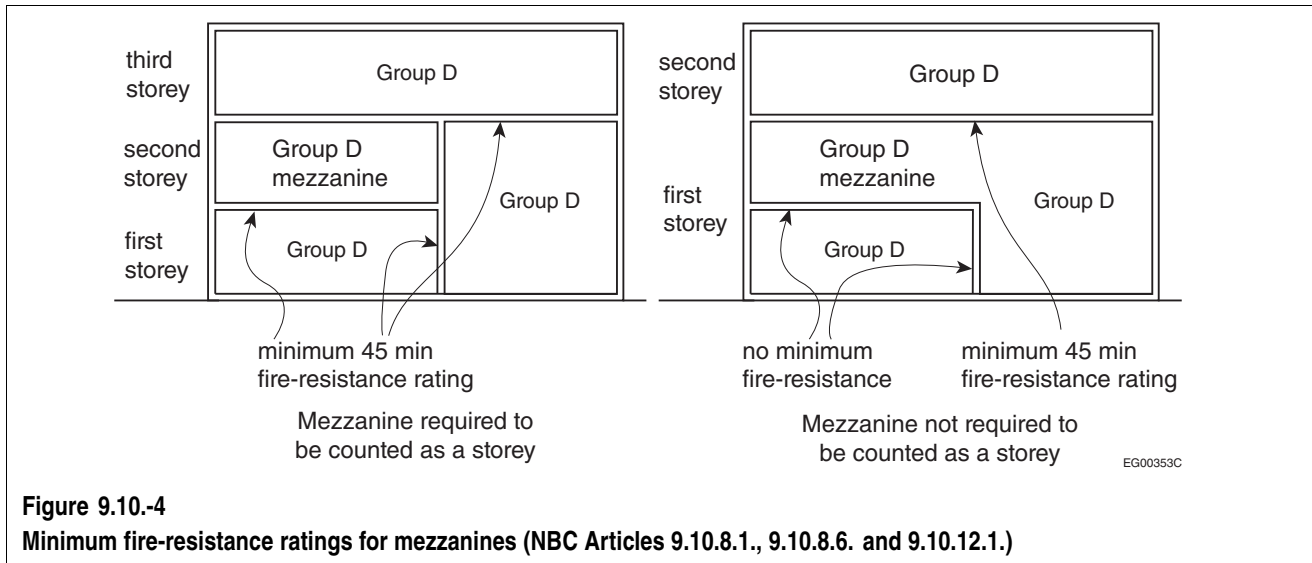 third
storey
Group D
second
storey
Group D
mezzanine
Group D
first
storey
Group D
minimum 45 min
fire-resistance rating
Mezzanine required to
be counted as a storey
second
storey
Group D
Group D
mezzanine
first
storey
Group D
Group D
no minimum
fire-resistance
minimum 45 min
fire-resistance rating
Mezzanine not required to
be counted as a storey
EG00353C
Figure 9.10.-4
Minimum fire-resistance ratings for mezzanines (NBC Articles 9.10.8.1., 9.10.8.6. and 9.10.12.1.)